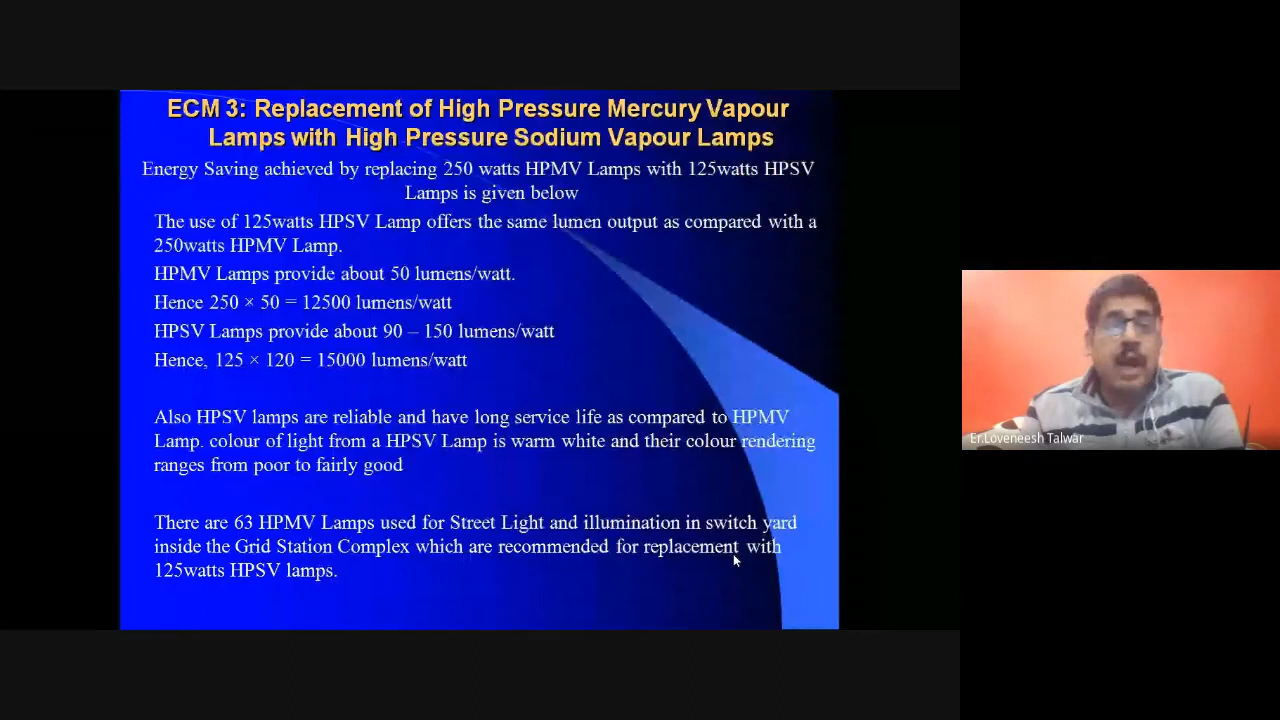 ECM 3: Replacement of High Pressure Mercury Vapour
Lamps with High Pressure Sodium Vapour Lamps
Energy Saving achieved by replacing 250 watts HPMV Lamps with 125watts HPSV
Lamps is given below
The use of 125watts HPSV Lamp offers the same lumen output as compared with a
250watts HPMV Lamp.
HPMV Lamps provide about 50 lumens/watt.
Hence 250 × 50 = 12500 lumens/watt
HPSV Lamps provide about 90 – 150 lumens/watt
Hence, 125 × 120 = 15000 lumens/watt
Also HPSV lamps are reliable and have long service life as compared to HPMV
Lamp. colour of light from a HPSV Lamp is warm white and their colour rendering
ranges from poor to fairly good
There are 63 HPMV Lamps used for Street Light and illumination in switch yard
inside the Grid Station Complex which are recommended for replacement with
125watts HPSV lamps.
Er.Loveneesh Talwar